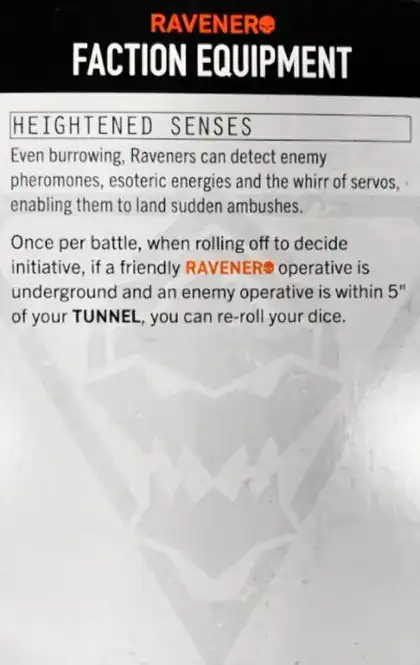 RAVENER
FACTION EQUIPMENT
HEIGHTENED SENSES
Even burrowing, Raveners can detect enemy
pheromones, esoteric energies and the whirr of servos,
enabling them to land sudden ambushes.
Once per battle, when rolling off to decide
initiative, if a friendly RAVENER operative is
underground and an enemy operative is within 5"
of your TUNNEL, you can re-roll your dice.